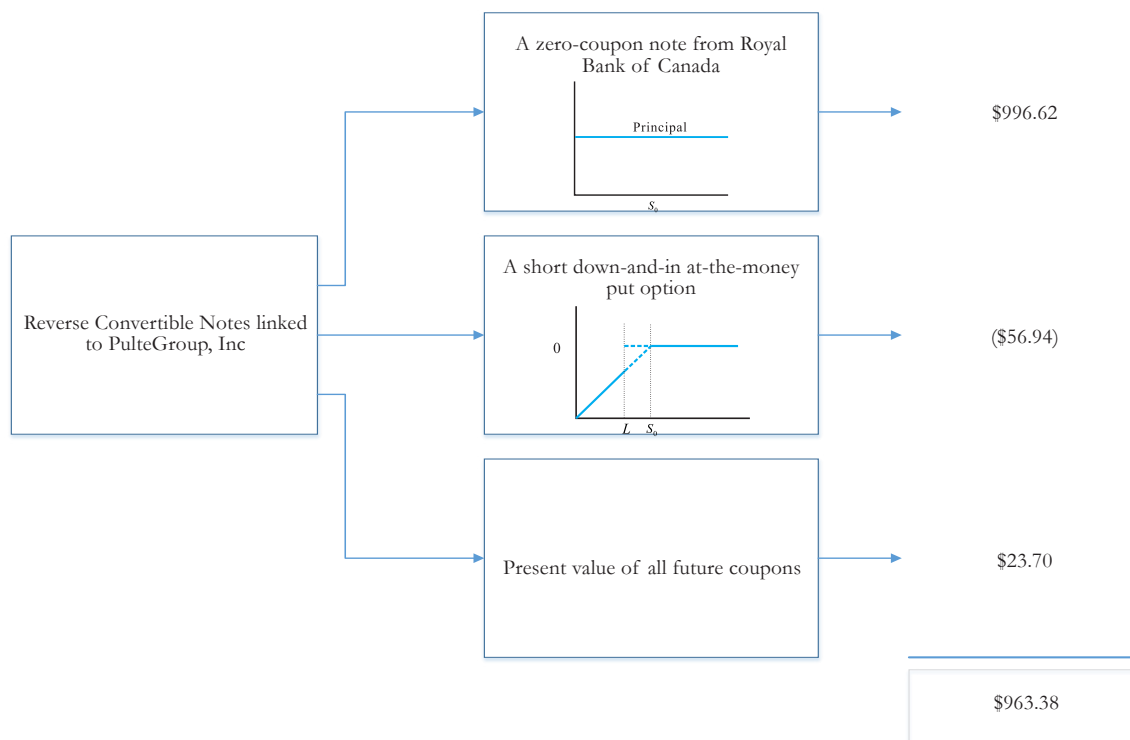 A zero-coupon note from Royal
Bank of Canada
Principal
S₀
$996.62
Reverse Convertible Notes linked
to PulteGroup, Inc
A short down-and-in at-the-money
put option
0
L S₀
($56.94)
Present value of all future coupons
$23.70
$963.38